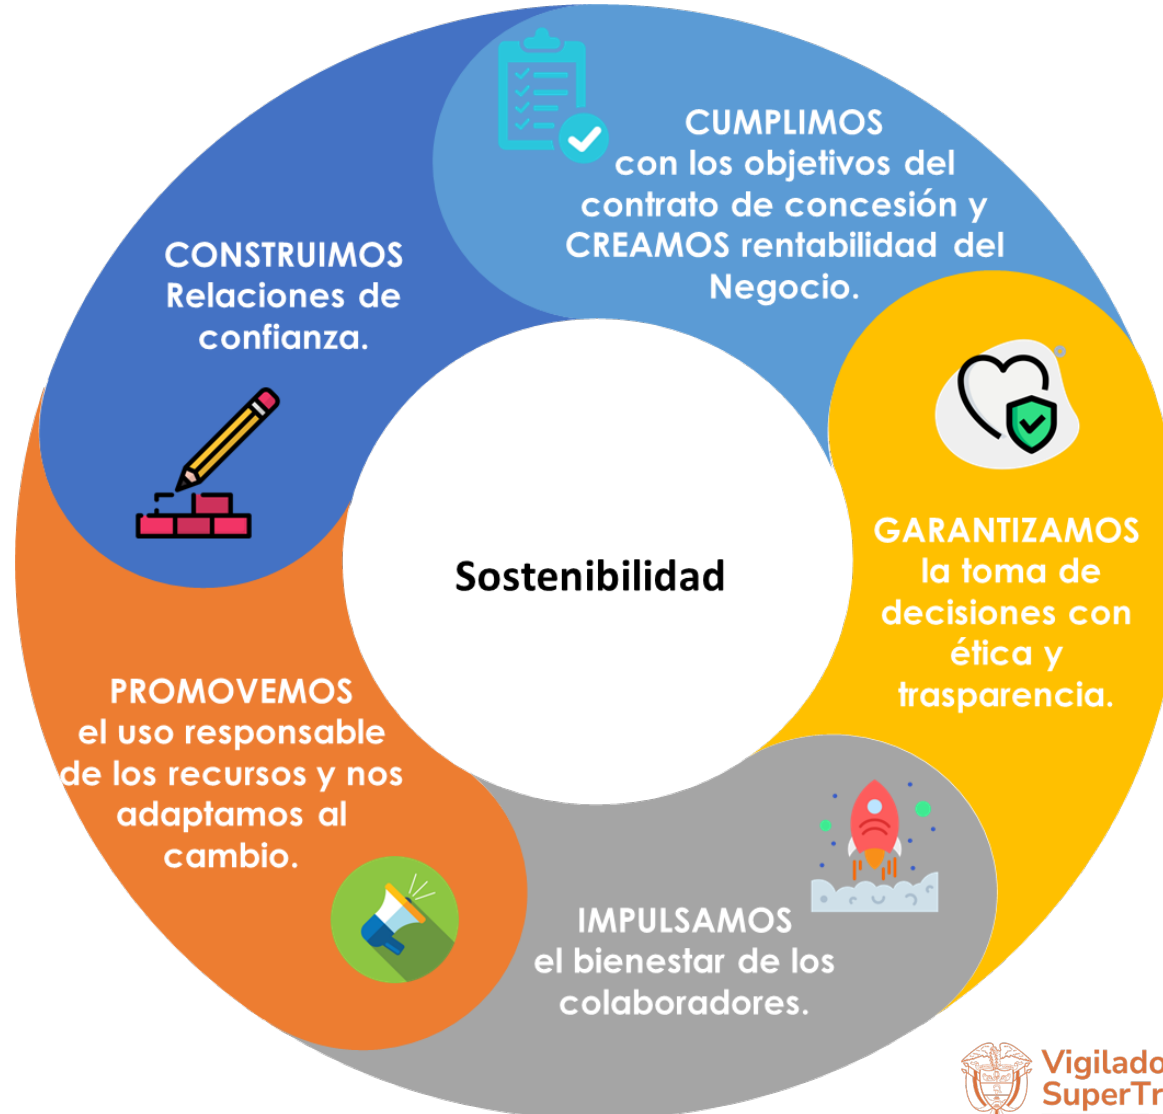 CUMPLIMOS
con los objetivos del
contrato de concesión y
CREAMOS rentabilidad del
Negocio.
GARANTIZAMOS
la toma de
decisiones con
ética y
trasparencia.
IMPULSAMOS
el bienestar de los
colaboradores.
PROMOVEMOS
el uso responsable
de los recursos y nos
adaptamos al
cambio.
CONSTRUIMOS
Relaciones de
confianza.
Sostenibilidad
Vigilado
SuperTr